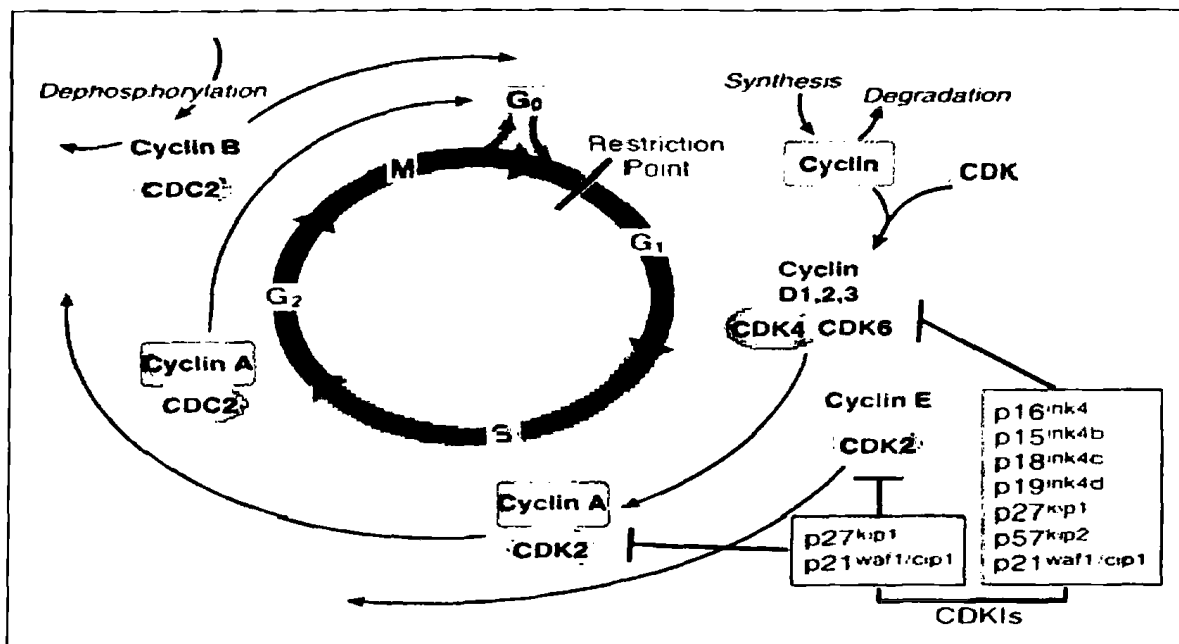 Dephosphorylation
Cyclin B
CDC2
G0
M
Restriction
Point
Synthesis
Degradation
Cyclin
CDK
G1
Cyclin
D1,2,3
CDK4 CDK6
G2
Cyclin A
CDC2
S
Cyclin E
CDK2
Cyclin A
CDK2
p27kip1
p21waf1/cip1
p16ink4
p15ink4b
p18ink4c
p19ink4d
p27kip1
p57kip2
p21waf1/cip1
CDKIs